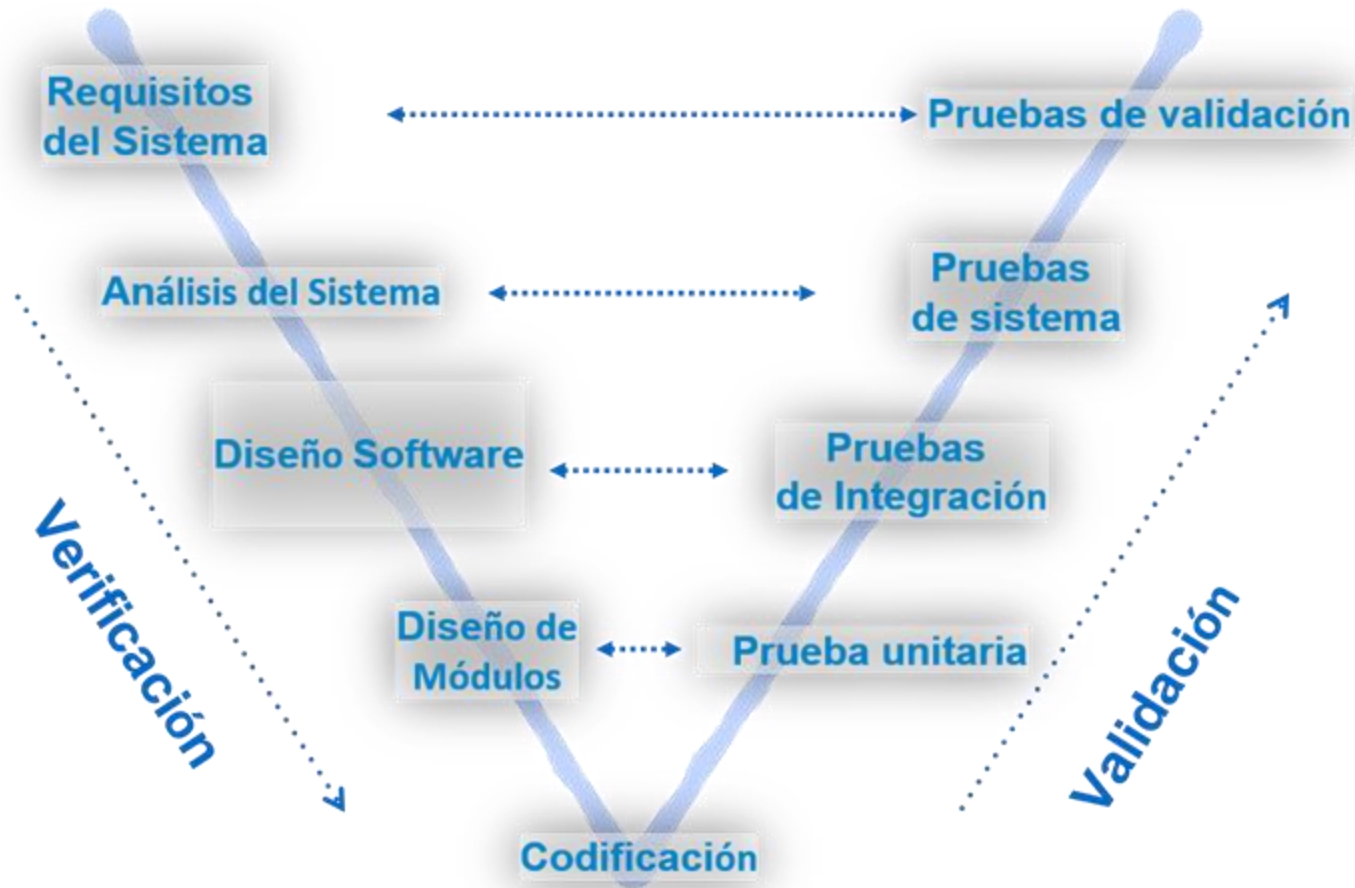 Requisitos
del Sistema
Pruebas de validación
Análisis del Sistema
Pruebas
de sistema
Diseño Software
Pruebas
de Integración
Verificación
Diseño de
Módulos
Prueba unitaria
Validación
Codificación